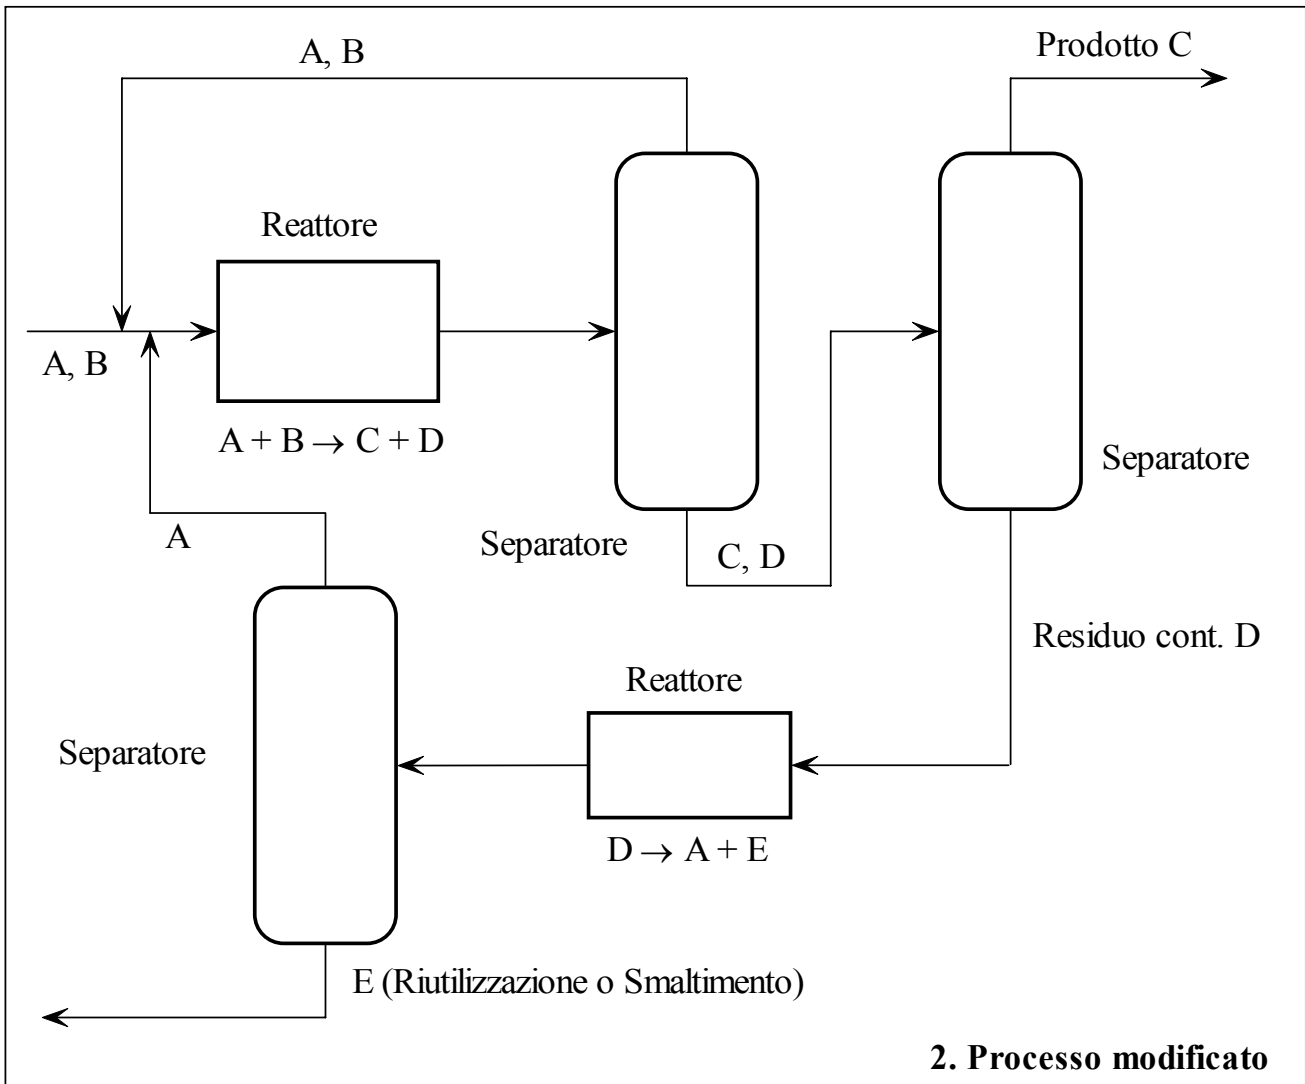 A, B
Prodotto C
Reattore
A, B
A + B → C + D
Separatore
A
Separatore
C, D
Residuo cont. D
Reattore
Separatore
D → A + E
E (Riutilizzazione o Smaltimento)
2. Processo modificato